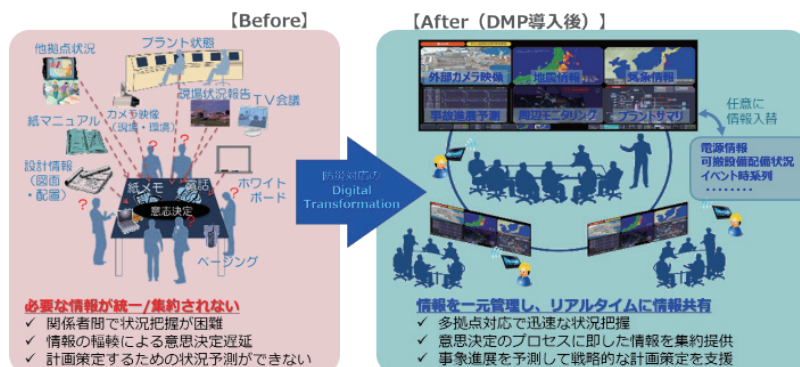 【Before】
【After（DMP導入後）】
他拠点状況
プラント状態
紙マニュアル
カメラ映像
（現場・環境）
現場状況報告
TV会議
設計情報
（図面
・配置）
紙メモ
電話
ホワイト
ボード
意志決定
ページング
?
?
?
?
?
?
必要な情報が統一/集約されない
✓ 関係者間で状況把握が困難
✓ 情報の輻輳による意思決定遅延
✓ 計画策定するための状況予測ができない
防災対応の
Digital
Transformation
外部カメラ映像
地震情報
気象情報
事故進展予測
周辺モニタリング
プラントサマリ
任意に
情報入替
電源情報
可搬設備配備状況
イベント時系列
・・・・・・・・
情報を一元管理し、リアルタイムに情報共有
✓ 多拠点対応で迅速な状況把握
✓ 意思決定のプロセスに即した情報を集約提供
✓ 事象進展を予測して戦略的な計画策定を支援